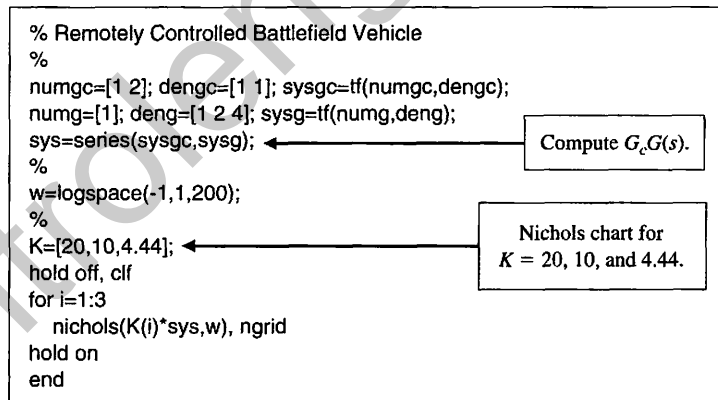 % Remotely Controlled Battlefield Vehicle
%
numgc=[1 2]; dengc=[1 1]; sysgc=tf(numgc,dengc);
numg=[1]; deng=[1 2 4]; sysg=tf(numg,deng);
sys=series(sysgc,sysg);
Compute GcG(s).
%
w=logspace(-1,1,200);
%
K=[20,10,4.44];
Nichols chart for
K = 20, 10, and 4.44.
hold off, clf
for i=1:3
nichols(K(i)*sys,w), ngrid
hold on
end